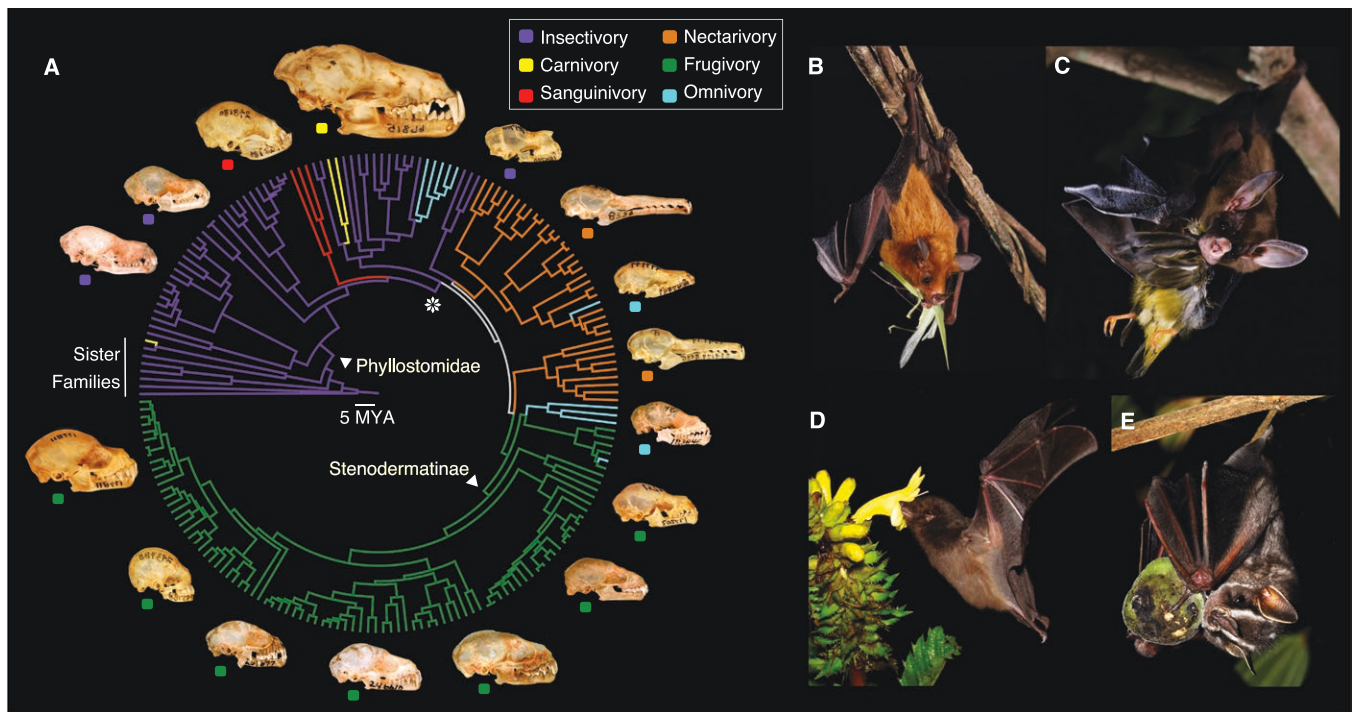 A
Insectivory
Carnivory
Sanguinivory
Nectarivory
Frugivory
Omnivory
B
C
Sister
Families
Phyllostomidae
5 MYA
Stenodermatinae
D
E